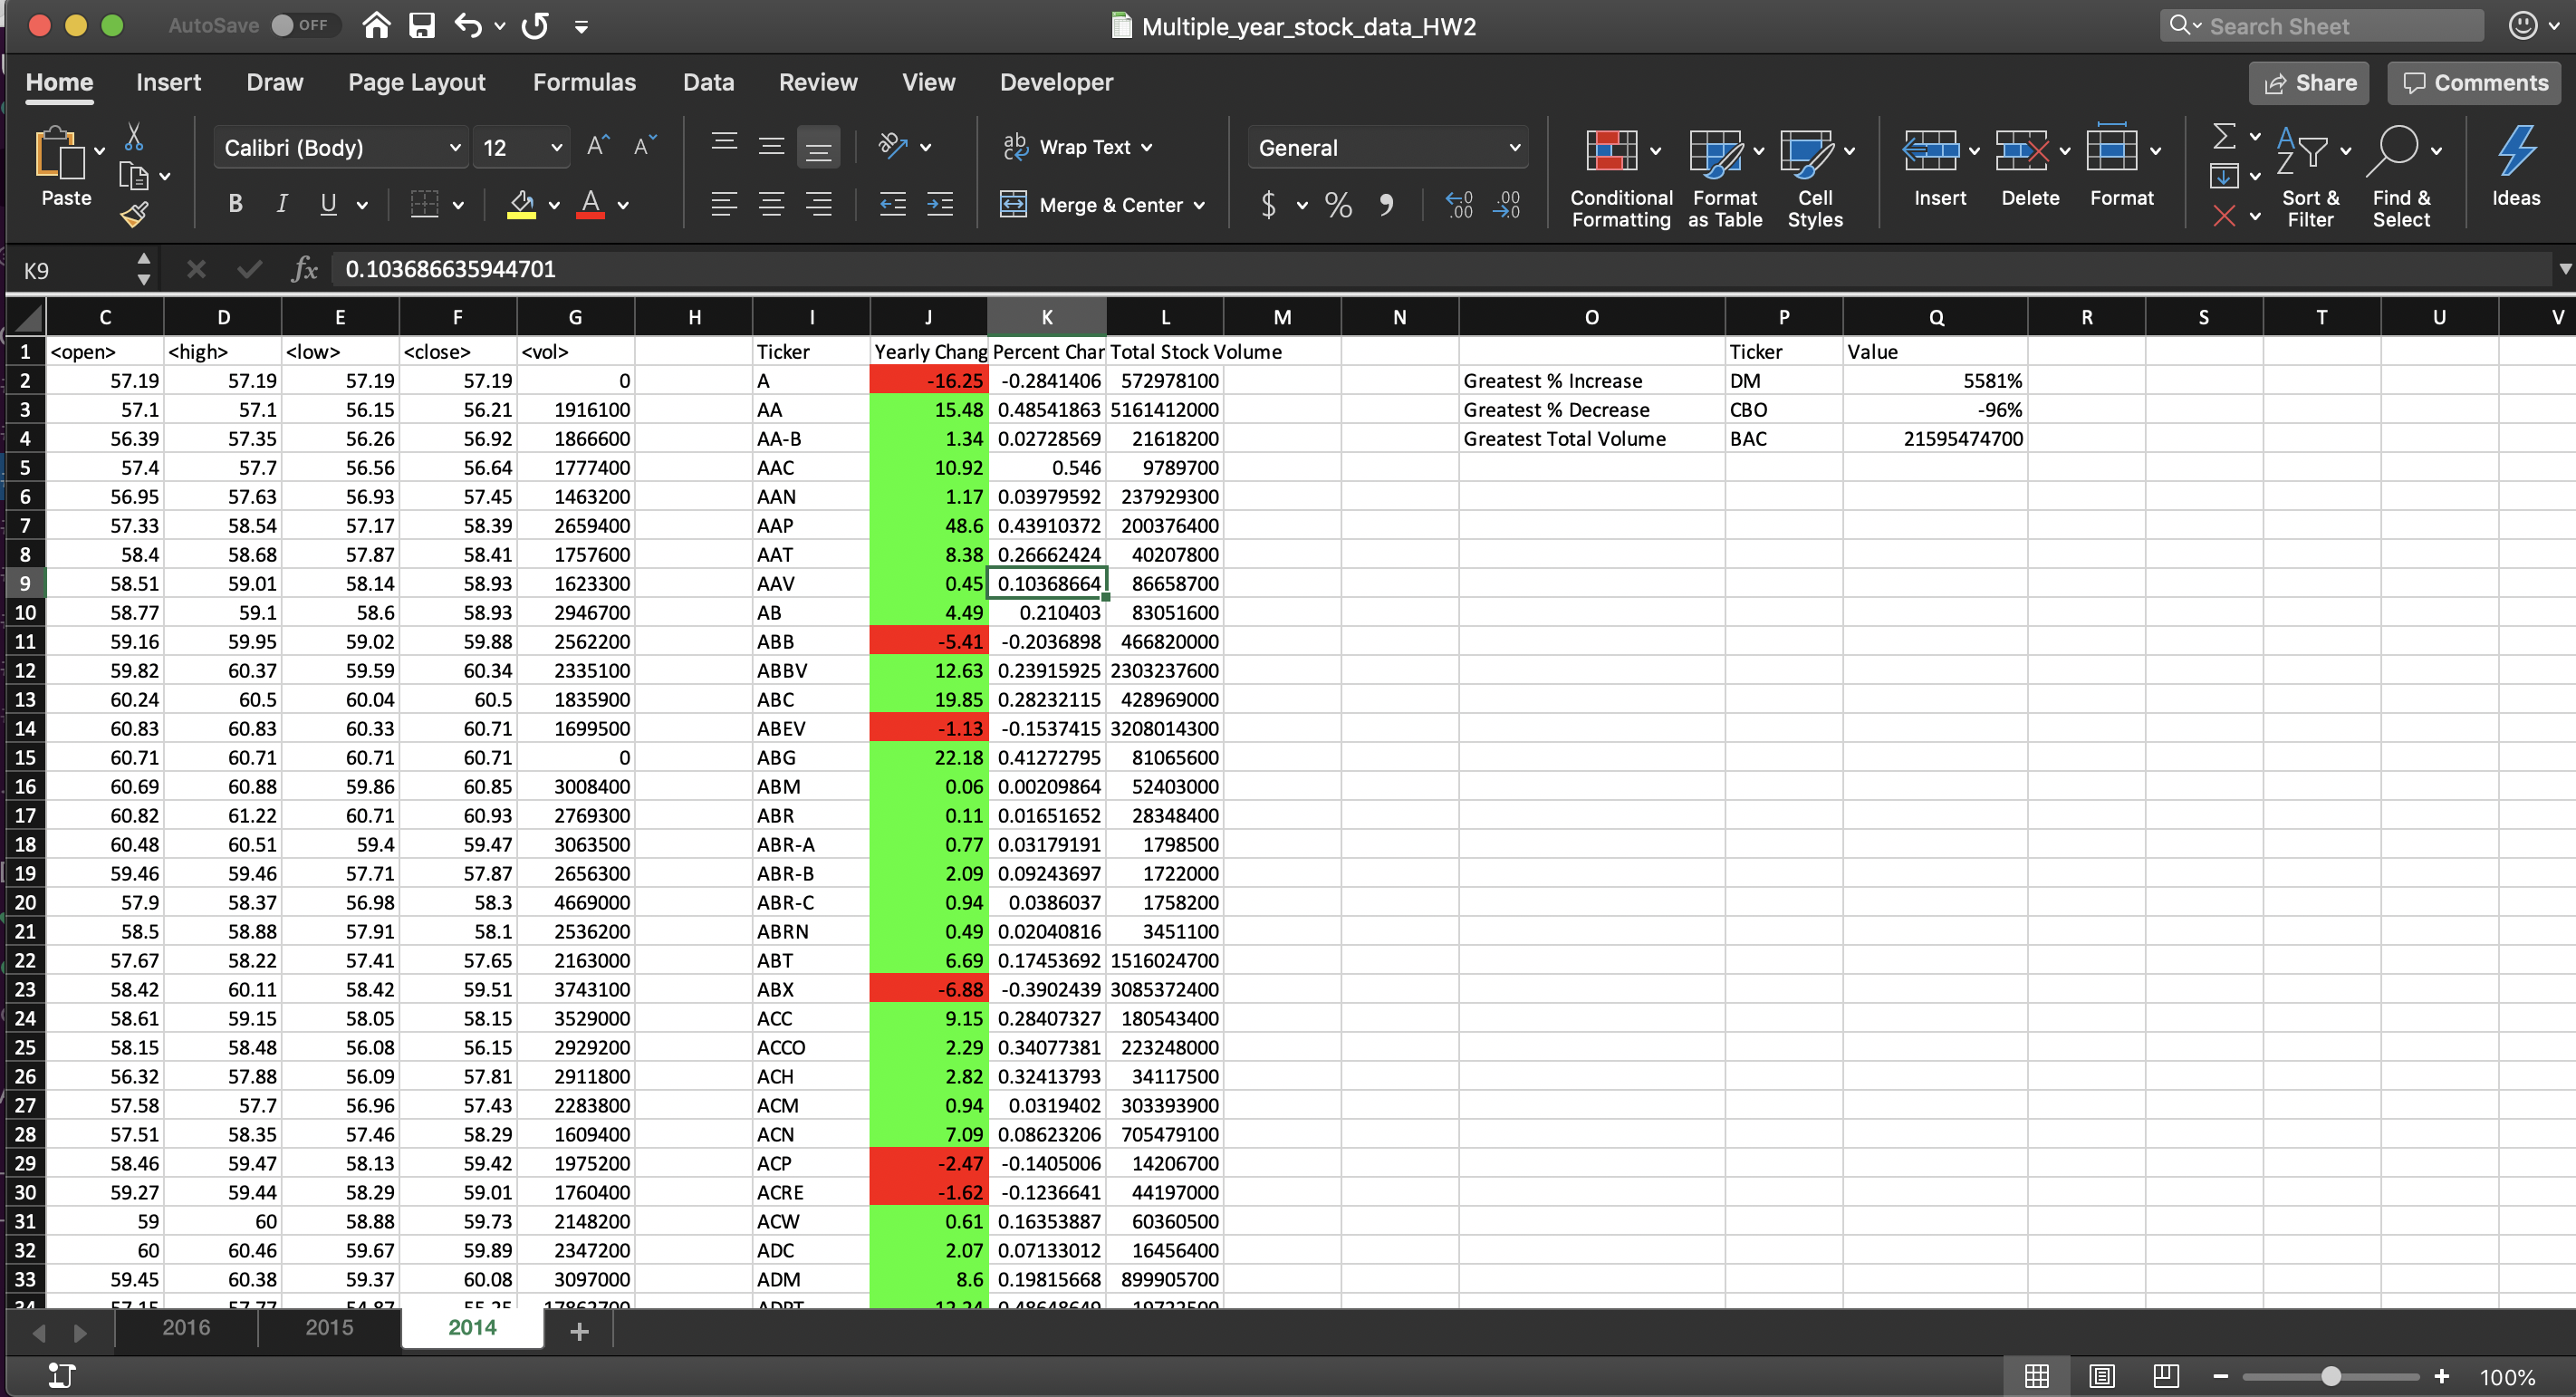 AutoSave OFF Multiple_year_stock_data_HW2 Search Sheet
Home Insert Draw Page Layout Formulas Data Review View Developer Share Comments
Paste Calibri (Body) 12 A A ab Wrap Text General Conditional Formatting Format as Table Cell Styles Insert Delete Format Sort & Filter Find & Select Ideas
B I U A Merge & Center $ % .00 .0
K9 fx 0.103686635944701
C D E F G H I J K L M N O P Q R S T U V
1 <open> <high> <low> <close> <vol> Ticker Yearly Chang Percent Char Total Stock Volume Ticker Value
2 57.19 57.19 57.19 57.19 0 A -16.25 -0.2841406 572978100 Greatest % Increase DM 5581%
3 57.1 57.1 56.15 56.21 1916100 AA 15.48 0.48541863 5161412000 Greatest % Decrease CBO -96%
4 56.39 57.35 56.26 56.92 1866600 AA-B 1.34 0.02728569 21618200 Greatest Total Volume BAC 21595474700
5 57.4 57.7 56.56 56.64 1777400 AAC 10.92 0.546 9789700
6 56.95 57.63 56.93 57.45 1463200 AAN 1.17 0.03979592 237929300
7 57.33 58.54 57.17 58.39 2659400 AAP 48.6 0.43910372 200376400
8 58.4 58.68 57.87 58.41 1757600 AAT 8.38 0.26662424 40207800
9 58.51 59.01 58.14 58.93 1623300 AAV 0.45 0.10368664 86658700
10 58.77 59.1 58.6 58.93 2946700 AB 4.49 0.210403 83051600
11 59.16 59.95 59.02 59.88 2562200 ABB -5.41 -0.2036898 466820000
12 59.82 60.37 59.59 60.34 2335100 ABBV 12.63 0.23915925 2303237600
13 60.24 60.5 60.04 60.5 1835900 ABC 19.85 0.28232115 428969000
14 60.83 60.83 60.33 60.71 1699500 ABEV -1.13 -0.1537415 3208014300
15 60.71 60.71 60.71 60.71 0 ABG 22.18 0.41272795 81065600
16 60.69 60.88 59.86 60.85 3008400 ABM 0.06 0.00209864 52403000
17 60.82 61.22 60.71 60.93 2769300 ABR 0.11 0.01651652 28348400
18 60.48 60.51 59.4 59.47 3063500 ABR-A 0.77 0.03179191 1798500
19 59.46 59.46 57.71 57.87 2656300 ABR-B 2.09 0.09243697 1722000
20 57.9 58.37 56.98 58.3 4669000 ABR-C 0.94 0.0386037 1758200
21 58.5 58.88 57.91 58.1 2536200 ABRN 0.49 0.02040816 3451100
22 57.67 58.22 57.41 57.65 2163000 ABT 6.69 0.17453692 1516024700
23 58.42 60.11 58.42 59.51 3743100 ABX -6.88 -0.3902439 3085372400
24 58.61 59.15 58.05 58.15 3529000 ACC 9.15 0.28407327 180543400
25 58.15 58.48 56.08 56.15 2929200 ACCO 2.29 0.34077381 223248000
26 56.32 57.88 56.09 57.81 2911800 ACH 2.82 0.32413793 34117500
27 57.58 57.7 56.96 57.43 2283800 ACM 0.94 0.0319402 303393900
28 57.51 58.35 57.46 58.29 1609400 ACN 7.09 0.08623206 705479100
29 58.46 59.47 58.13 59.42 1975200 ACP -2.47 -0.1405006 14206700
30 59.27 59.44 58.29 59.01 1760400 ACRE -1.62 -0.1236641 44197000
31 59 60 58.88 59.73 2148200 ACW 0.61 0.16353887 60360500
32 60 60.46 59.67 59.89 2347200 ADC 2.07 0.07133012 16456400
33 59.45 60.38 59.37 60.08 3097000 ADM 8.6 0.19815668 899905700
34 57.15 57.77 54.87 55.25 17862700 ADPT 12.24 0.48648649 19722500
2016 2015 2014 +
100%